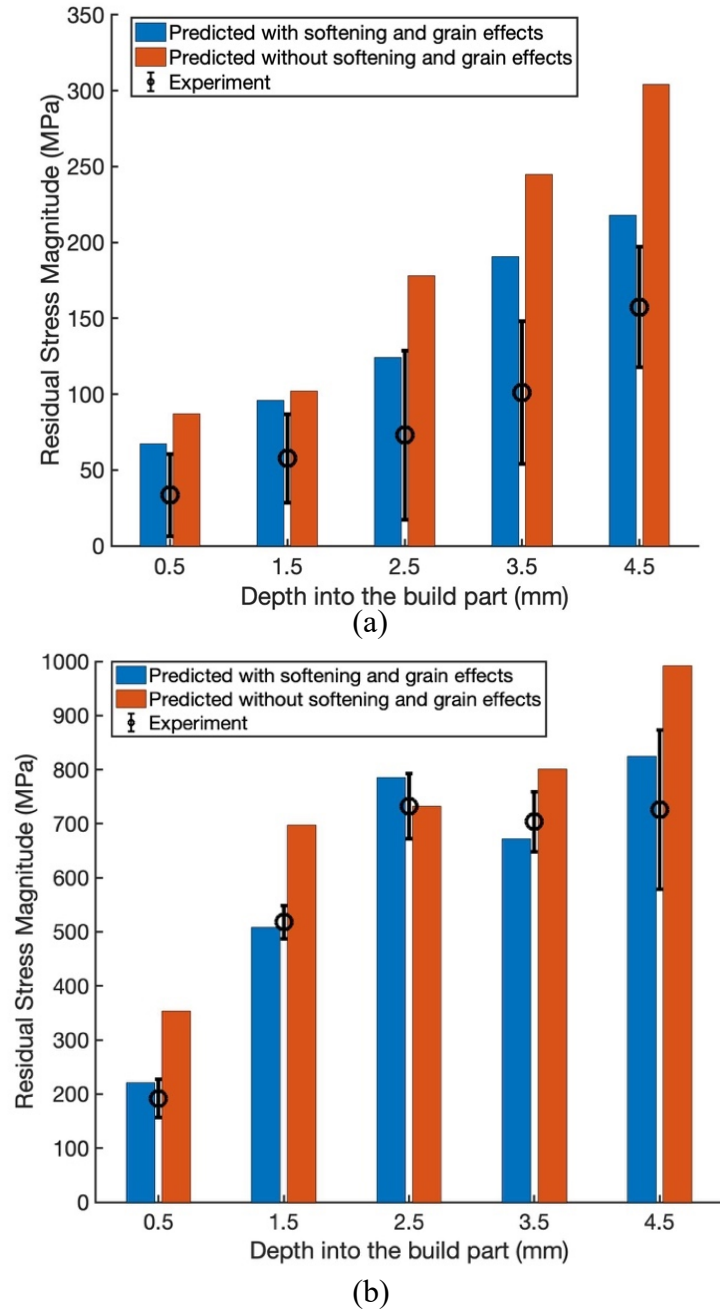 350
300
250
200
150
100
50
0
Residual Stress Magnitude (MPa)
Predicted with softening and grain effects
Predicted without softening and grain effects
Experiment
0.5 1.5 2.5 3.5 4.5
Depth into the build part (mm)
(a)
1000
900
800
700
600
500
400
300
200
100
0
Residual Stress Magnitude (MPa)
Predicted with softening and grain effects
Predicted without softening and grain effects
Experiment
0.5 1.5 2.5 3.5 4.5
Depth into the build part (mm)
(b)